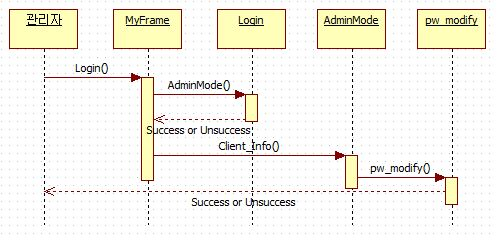 관리자
MyFrame
Login
AdminMode
pw_modify
Login()
AdminMode()
Success or Unsuccess
Client_Info()
pw_modify()
Success or Unsuccess